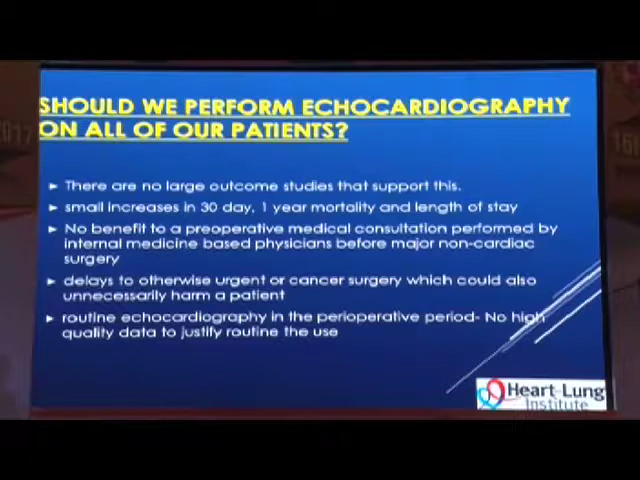 SHOULD WE PERFORM ECHOCARDIOGRAPHY
ON ALL OF OUR PATIENTS?
► There are no large outcome studies that support this.
► small increases in 30 day, 1 year mortality and length of stay
► No benefit to a preoperative medical consultation performed by
internal medicine based physicians before major non-cardiac
surgery
► delays to otherwise urgent or cancer surgery which could also
unnecessarily harm a patient
► routine echocardiography in the perioperative period- No high
quality data to justify routine the use
Heart Lung
Institute
2017